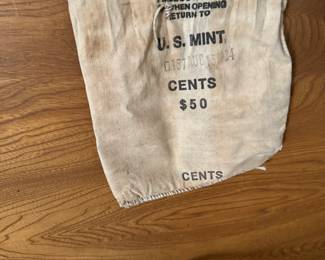 WHEN OPENING
RETURN TO
U. S. MINT
CENTS
$50
CENTS